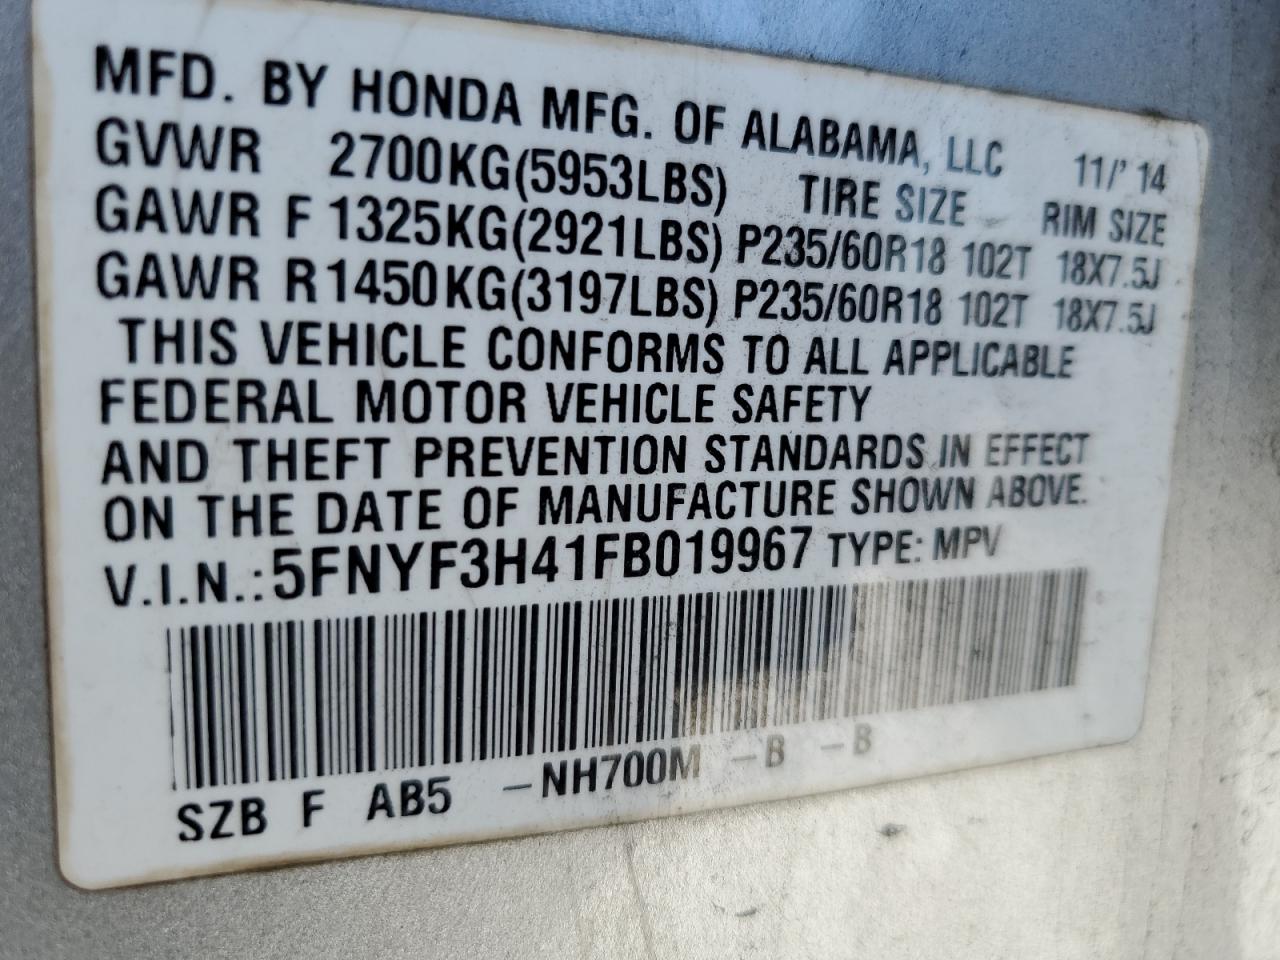 MFD. BY HONDA MFG. OF ALABAMA, LLC 11/' 14
GVWR 2700KG(5953LBS) TIRE SIZE RIM SIZE
GAWR F 1325KG(2921LBS) P235/60R18 102T 18X7.5J
GAWR R 1450KG(3197LBS) P235/60R18 102T 18X7.5J
THIS VEHICLE CONFORMS TO ALL APPLICABLE
FEDERAL MOTOR VEHICLE SAFETY
AND THEFT PREVENTION STANDARDS IN EFFECT
ON THE DATE OF MANUFACTURE SHOWN ABOVE.
V.I.N.: 5FNYF3H41FB019967 TYPE: MPV
SZB F AB5 -NH700M -B -B